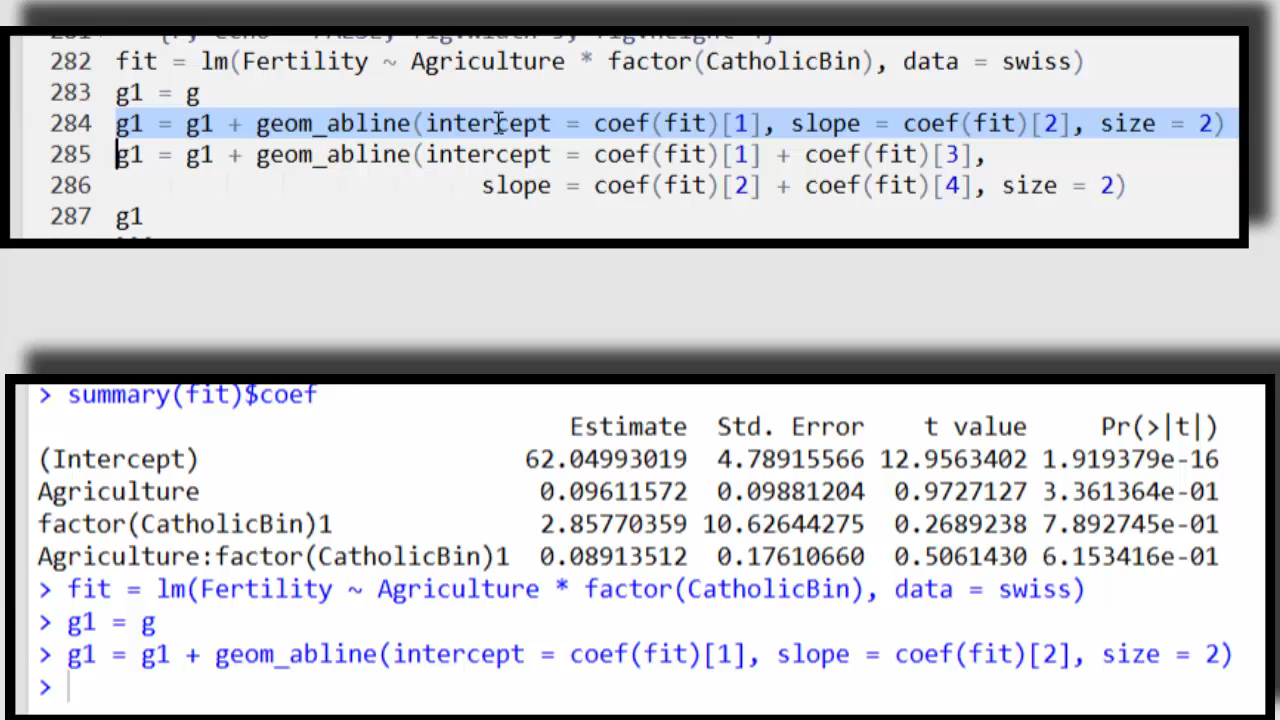 282 fit = lm(Fertility ~ Agriculture * factor(CatholicBin), data = swiss)
283 g1 = g
284 g1 = g1 + geom_abline(intercept = coef(fit)[1], slope = coef(fit)[2], size = 2)
285 g1 = g1 + geom_abline(intercept = coef(fit)[1] + coef(fit)[3],
286 slope = coef(fit)[2] + coef(fit)[4], size = 2)
287 g1
> summary(fit)$coef
Estimate Std. Error t value Pr(>|t|)
(Intercept) 62.04993019 4.78915566 12.9563402 1.919379e-16
Agriculture 0.09611572 0.09881204 0.9727127 3.361364e-01
factor(CatholicBin)1 2.85770359 10.62644275 0.2689238 7.892745e-01
Agriculture:factor(CatholicBin)1 0.08913512 0.17610660 0.5061430 6.153416e-01
> fit = lm(Fertility ~ Agriculture * factor(CatholicBin), data = swiss)
> g1 = g
> g1 = g1 + geom_abline(intercept = coef(fit)[1], slope = coef(fit)[2], size = 2)
>